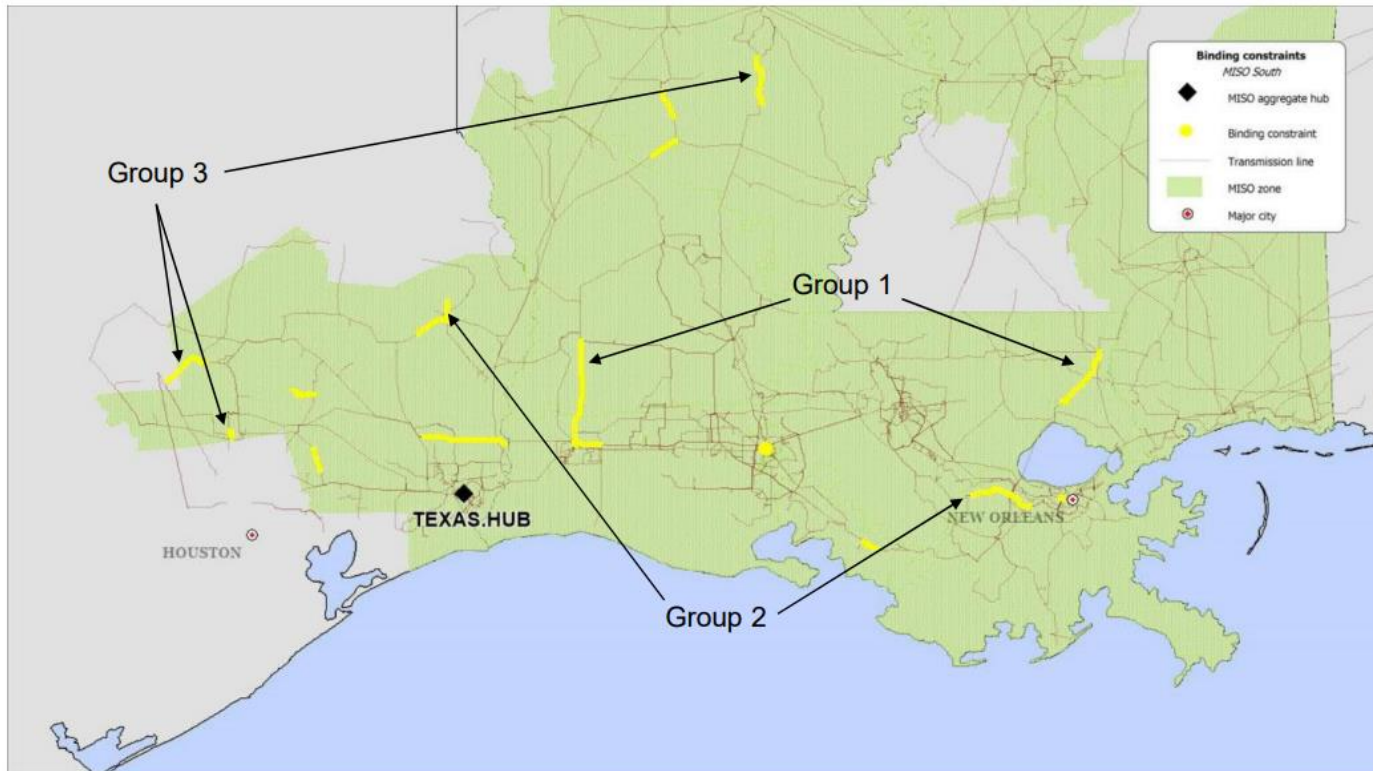 Binding constraints
MISO South
MISO aggregate hub
Binding constraint
Transmission line
MISO zone
Major city
Group 3
Group 1
TEXAS.HUB
NEW ORLEANS
HOUSTON
Group 2